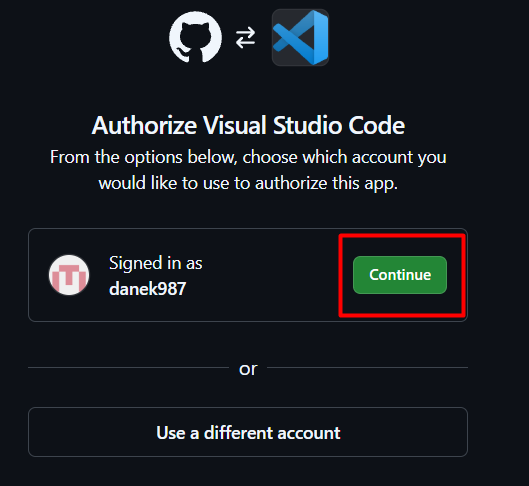 Authorize Visual Studio Code
From the options below, choose which account you
would like to use to authorize this app.
Signed in as
danek987
Continue
or
Use a different account